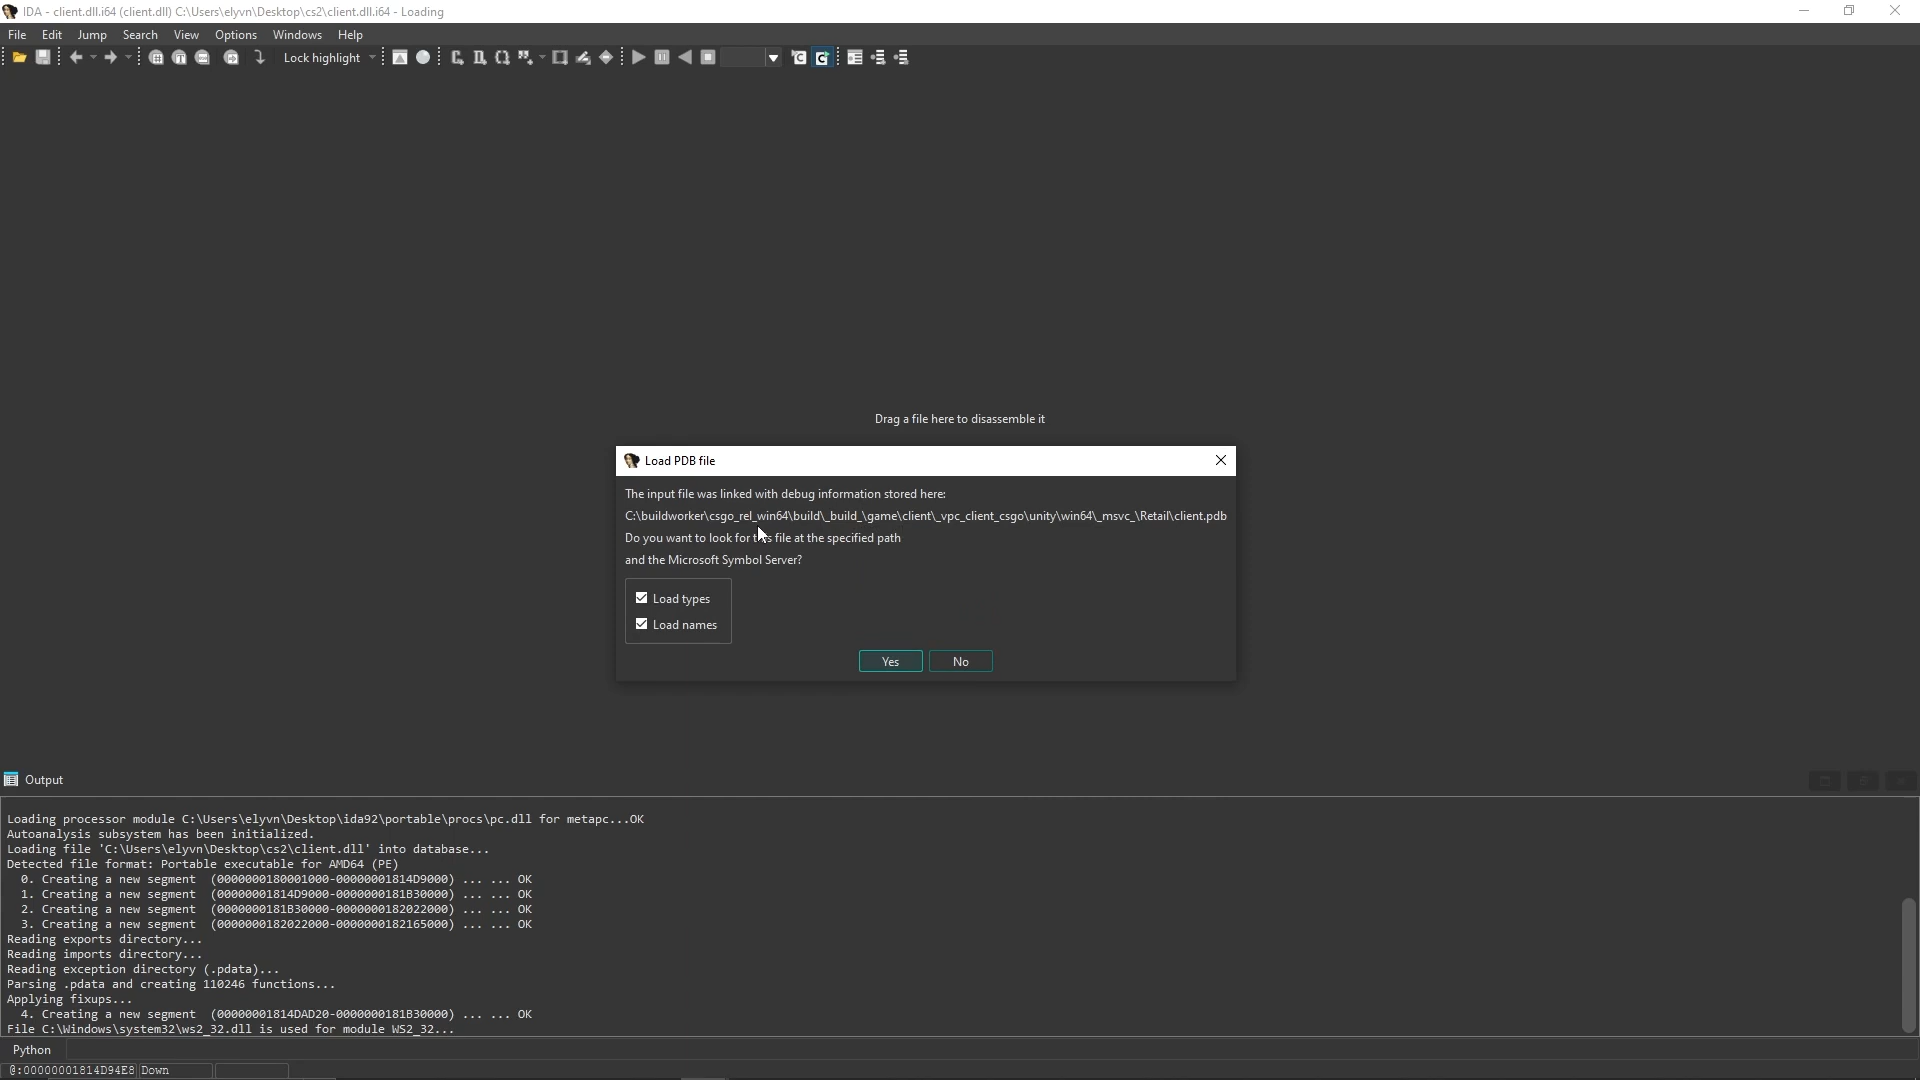 IDA - client.dll.i64 (client.dll) C:\Users\elyvn\Desktop\cs2\client.dll.i64 - Loading
File Edit Jump Search View Options Windows Help
Lock highlight
Drag a file here to disassemble it
Load PDB file
The input file was linked with debug information stored here:
C:\buildworker\csgo_rel_win64\build\_build_\game\client\_vpc_client_csgo\unity\win64\_msvc_\Retail\client.pdb
Do you want to look for this file at the specified path
and the Microsoft Symbol Server?
Load types
Load names
Yes No
Output
Loading processor module C:\Users\elyvn\Desktop\ida92\portable\procs\pc.dll for metapc...OK
Autoanalysis subsystem has been initialized.
Loading file 'C:\Users\elyvn\Desktop\cs2\client.dll' into database...
Detected file format: Portable executable for AMD64 (PE)
0. Creating a new segment (0000000180001000-00000001814D9000) ... ... OK
1. Creating a new segment (00000001814D9000-0000000181B30000) ... ... OK
2. Creating a new segment (0000000181B30000-0000000182022000) ... ... OK
3. Creating a new segment (0000000182022000-0000000182165000) ... ... OK
Reading exports directory...
Reading imports directory...
Reading exception directory (.pdata)...
Parsing .pdata and creating 110246 functions...
Applying fixups...
4. Creating a new segment (00000001814DAD20-0000000181B30000) ... ... OK
File C:\Windows\system32\ws2_32.dll is used for module WS2_32...
Python
@:00000001814D94E8 Down